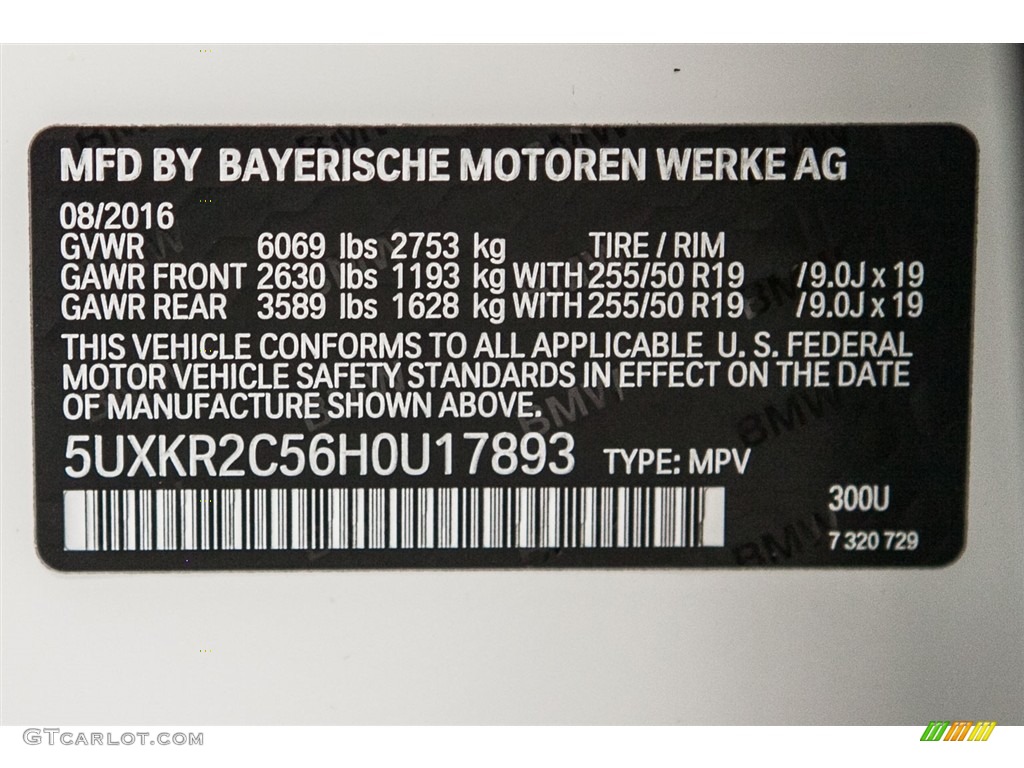 MFD BY BAYERISCHE MOTOREN WERKE AG
08/2016
GVWR 6069 lbs 2753 kg TIRE / RIM
GAWR FRONT 2630 lbs 1193 kg WITH 255/50 R19 / 9.0J x 19
GAWR REAR 3589 lbs 1628 kg WITH 255/50 R19 / 9.0J x 19
THIS VEHICLE CONFORMS TO ALL APPLICABLE U. S. FEDERAL
MOTOR VEHICLE SAFETY STANDARDS IN EFFECT ON THE DATE
OF MANUFACTURE SHOWN ABOVE.
5UXKR2C56H0U17893 TYPE: MPV
300U
7 320 729
GTCARLOT.COM